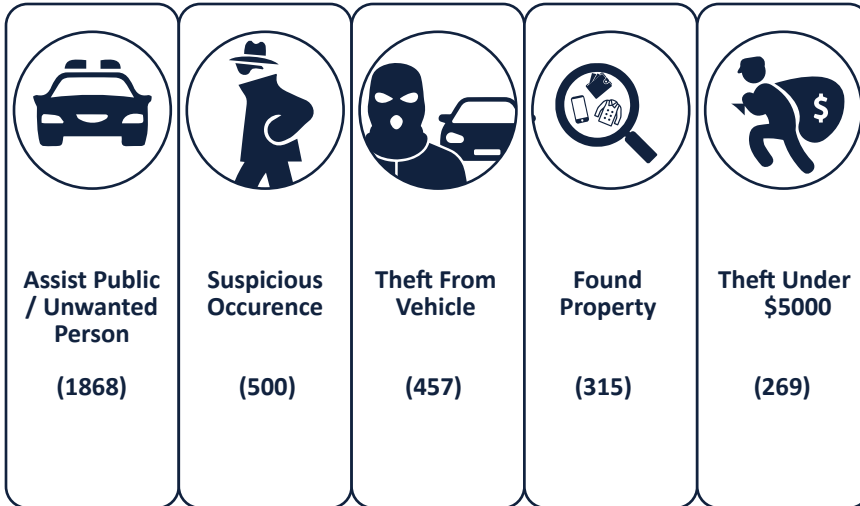 $
Assist Public
/ Unwanted
Person
(1868)
Suspicious
Occurence
(500)
Theft From
Vehicle
(457)
Found
Property
(315)
Theft Under
$5000
(269)